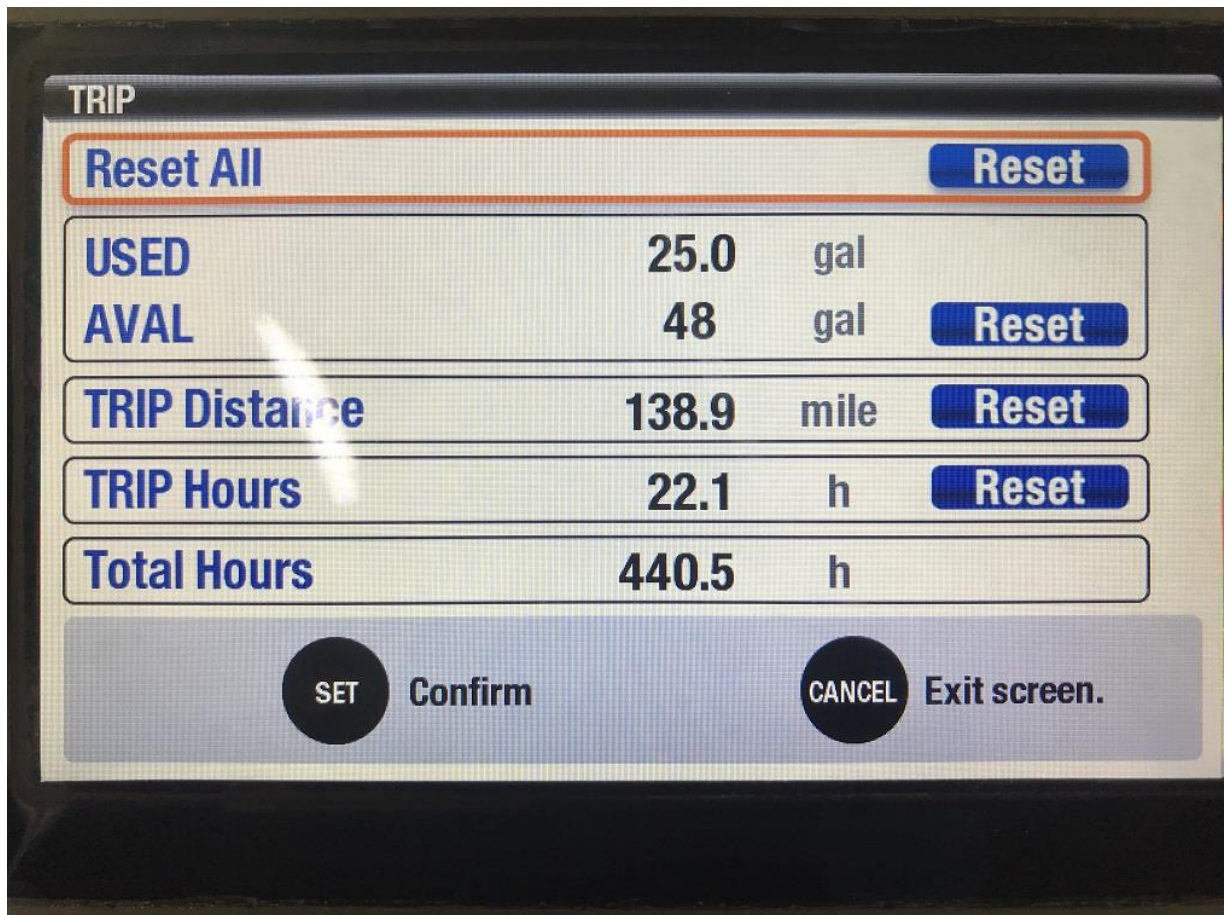 TRIP
Reset All Reset
USED 25.0 gal
AVAL 48 gal Reset
TRIP Distance 138.9 mile Reset
TRIP Hours 22.1 h Reset
Total Hours 440.5 h
SET Confirm CANCEL Exit screen.